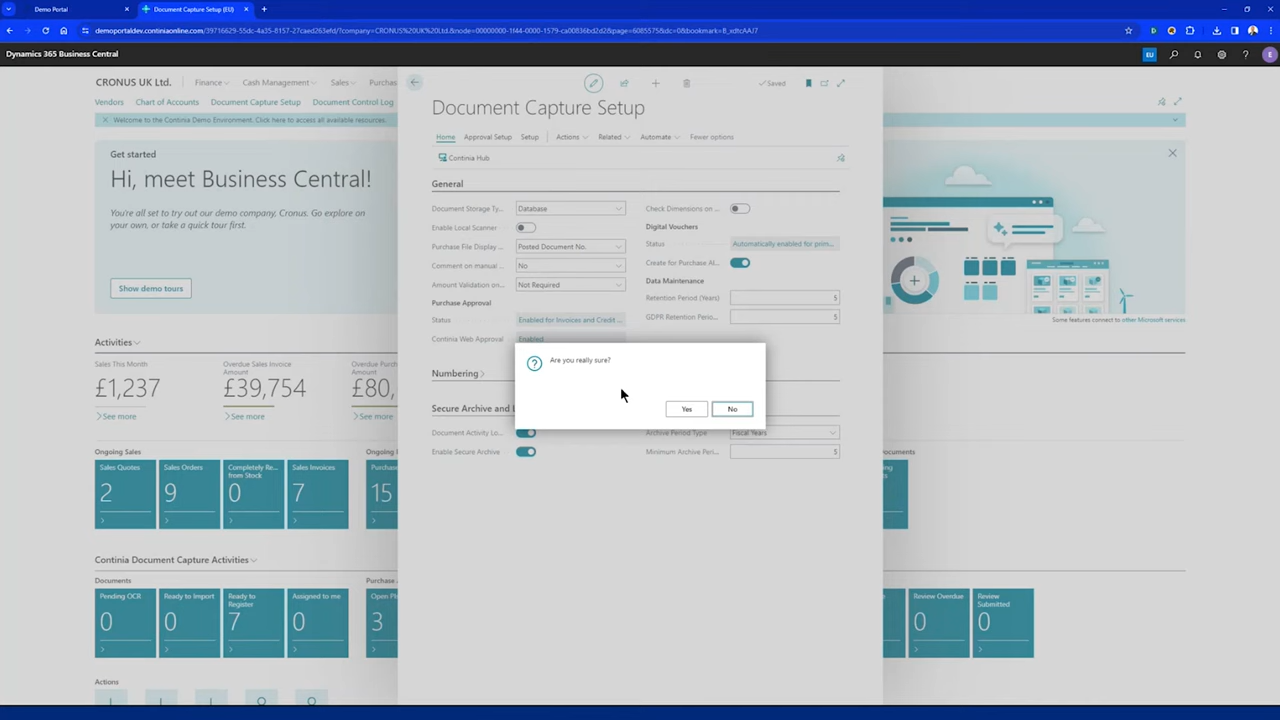 Demo Portal
Document Capture Setup (EU)
Dynamics 365 Business Central
EU
E
CRONUS UK Ltd.
Finance
Cash Management
Sales
Purchas
Vendors
Chart of Accounts
Document Capture Setup
Document Control Log
Welcome to the Continia Demo Environment. Click here to access all available resources.
Get started
Hi, meet Business Central!
You're all set to try out our demo company, Cronus. Go explore on
your own, or take a quick tour first.
Show demo tours
Some features connect to other Microsoft services
Activities
Sales This Month
£1,237
See more
Overdue Sales Invoice
Amount
£39,754
See more
Overdue Purch
Amount
£80,
See more
Ongoing Sales
Ongoing
Sales Quotes
2
Sales Orders
9
Completely Re...
from Stock
0
Sales Invoices
7
Purchase
15
Continia Document Capture Activities
Documents
Purchase
Pending OCR
0
Ready to Import
0
Ready to
Register
7
Assigned to me
0
3
Review Overdue
0
Review
Submitted
0
Actions
Saved
Document Capture Setup
Home
Approval Setup
Setup
Actions
Related
Automate
Fewer options
Continia Hub
General
Document Storage Ty...
Database
Enable Local Scanner
Purchase File Display ...
Posted Document No.
Comment on manual ...
No
Amount Validation on...
Not Required
Purchase Approval
Status
Enabled for Invoices and Credit ...
Continia Web Approval
Enabled
Check Dimensions on ...
Digital Vouchers
Status
Automatically enabled for prim...
Create for Purchase Al...
Data Maintenance
Retention Period (Years)
5
GDPR Retention Perio...
5
Numbering
Secure Archive and L
Document Activity Lo...
Enable Secure Archive
Archive Period Type
Fiscal Years
Minimum Archive Peri...
5
Are you really sure?
Yes
No